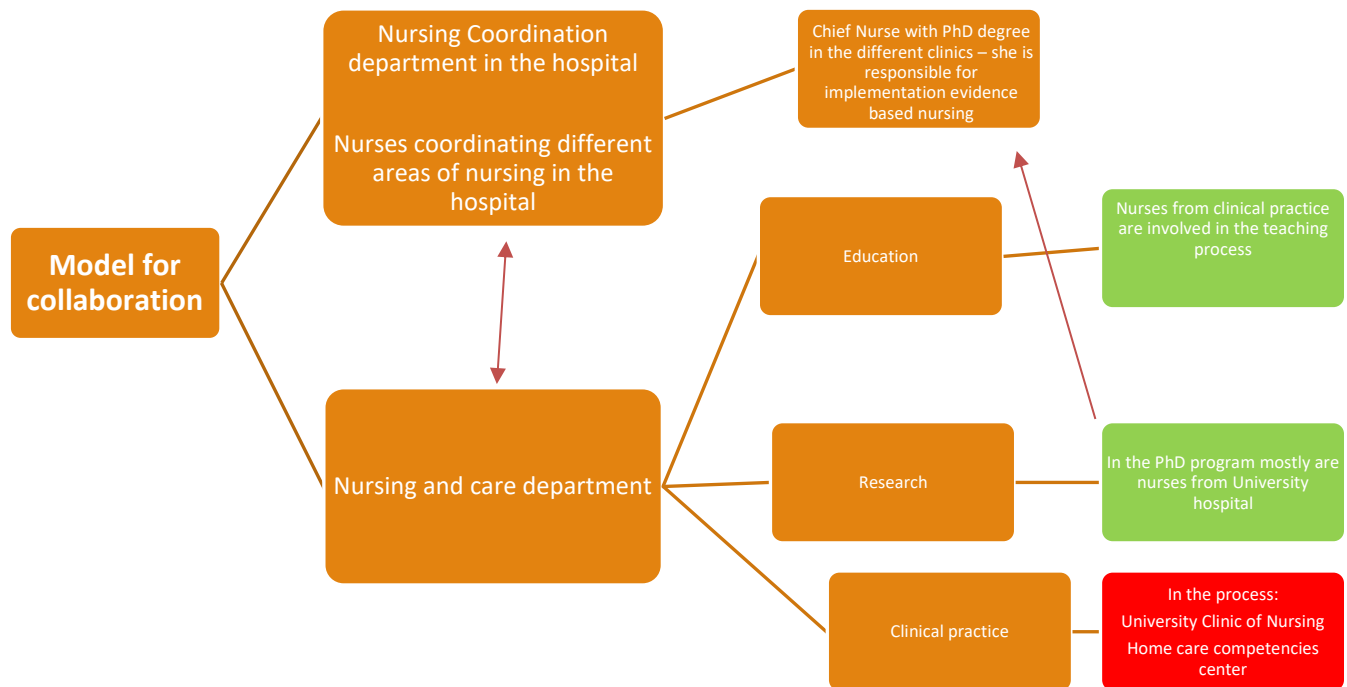 Model for
collaboration
Nursing Coordination
department in the hospital
Nurses coordinating different
areas of nursing in the
hospital
Chief Nurse with PhD degree
in the different clinics – she is
responsible for
implementation evidence
based nursing
Nursing and care department
Education
Nurses from clinical practice
are involved in the teaching
process
Research
In the PhD program mostly are
nurses from University
hospital
Clinical practice
In the process:
University Clinic of Nursing
Home care competencies
center